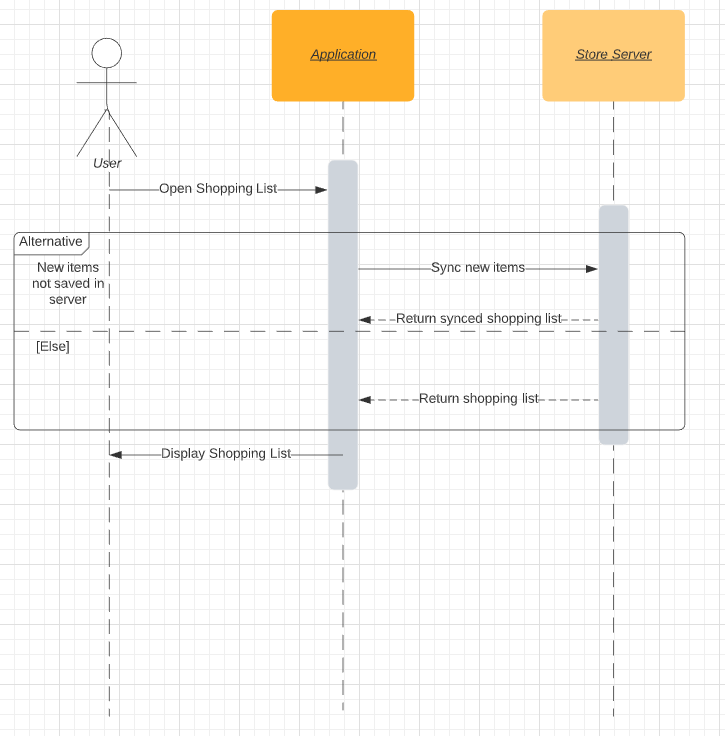 Application
Store Server
User
Open Shopping List
Alternative
New items
not saved in
server
Sync new items
Return synced shopping list
[Else]
Return shopping list
Display Shopping List